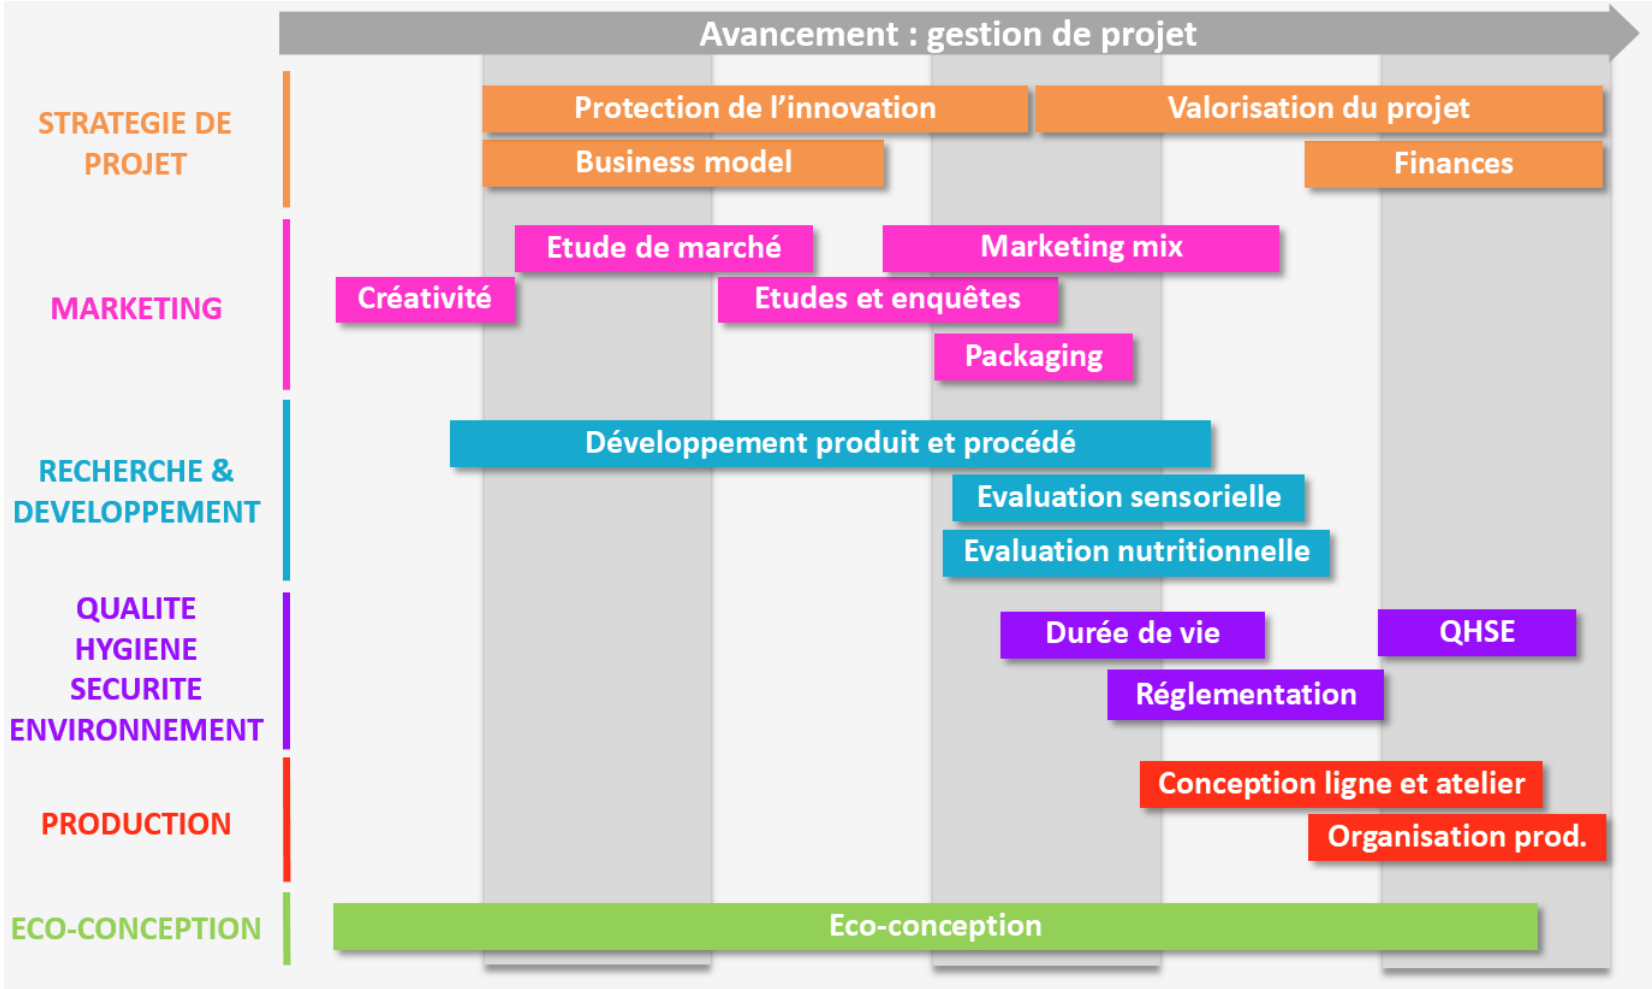 Avancement : gestion de projet
STRATEGIE DE
PROJET
Protection de l'innovation
Valorisation du projet
Business model
Finances
MARKETING
Etude de marché
Marketing mix
Créativité
Etudes et enquêtes
Packaging
RECHERCHE &
DEVELOPPEMENT
Développement produit et procédé
Evaluation sensorielle
Evaluation nutritionnelle
QUALITE
HYGIENE
SECURITE
ENVIRONNEMENT
Durée de vie
QHSE
Réglementation
PRODUCTION
Conception ligne et atelier
Organisation prod.
ECO-CONCEPTION
Eco-conception